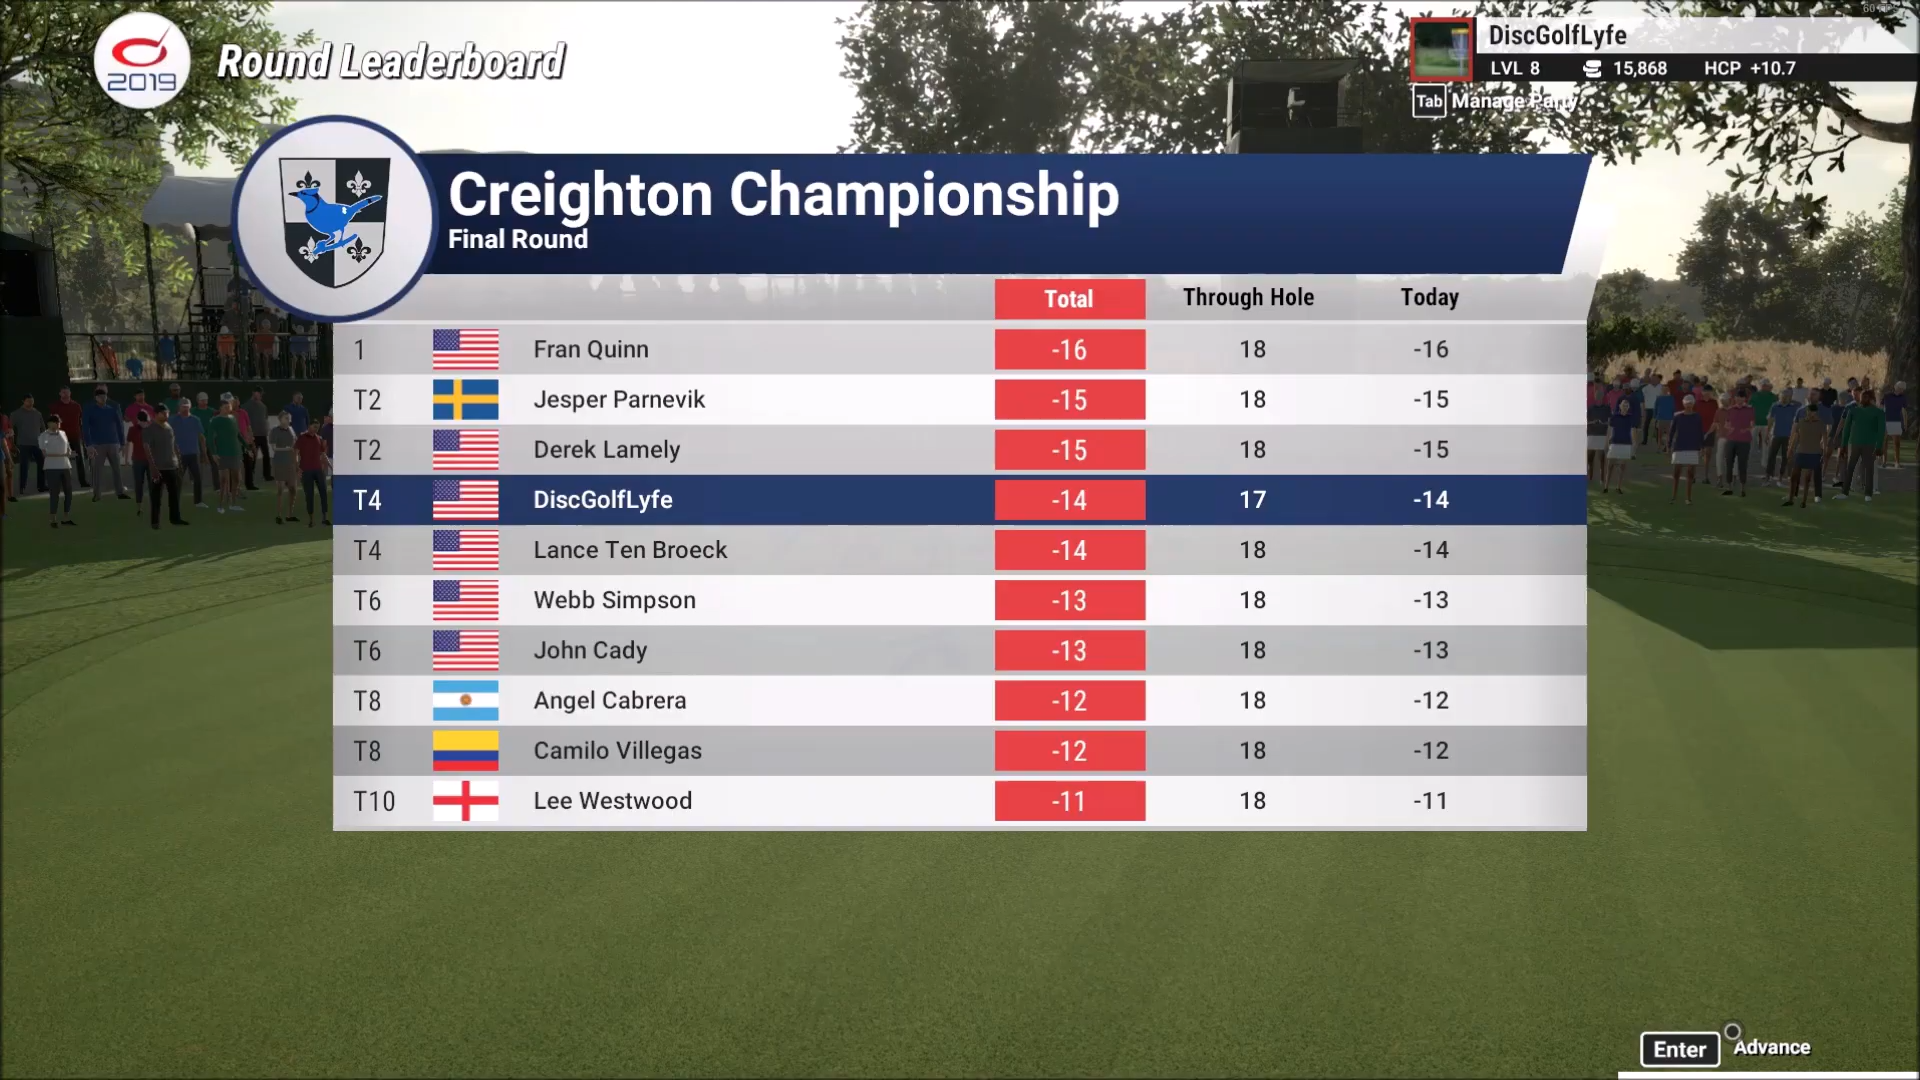 2019
Round Leaderboard
DiscGolfLyfe
LVL 8 15,868 HCP +10.7
Tab Manage Party
Creighton Championship
Final Round
Total Through Hole Today
1 Fran Quinn -16 18 -16
T2 Jesper Parnevik -15 18 -15
T2 Derek Lamely -15 18 -15
T4 DiscGolfLyfe -14 17 -14
T4 Lance Ten Broeck -14 18 -14
T6 Webb Simpson -13 18 -13
T6 John Cady -13 18 -13
T8 Angel Cabrera -12 18 -12
T8 Camilo Villegas -12 18 -12
T10 Lee Westwood -11 18 -11
Enter Advance